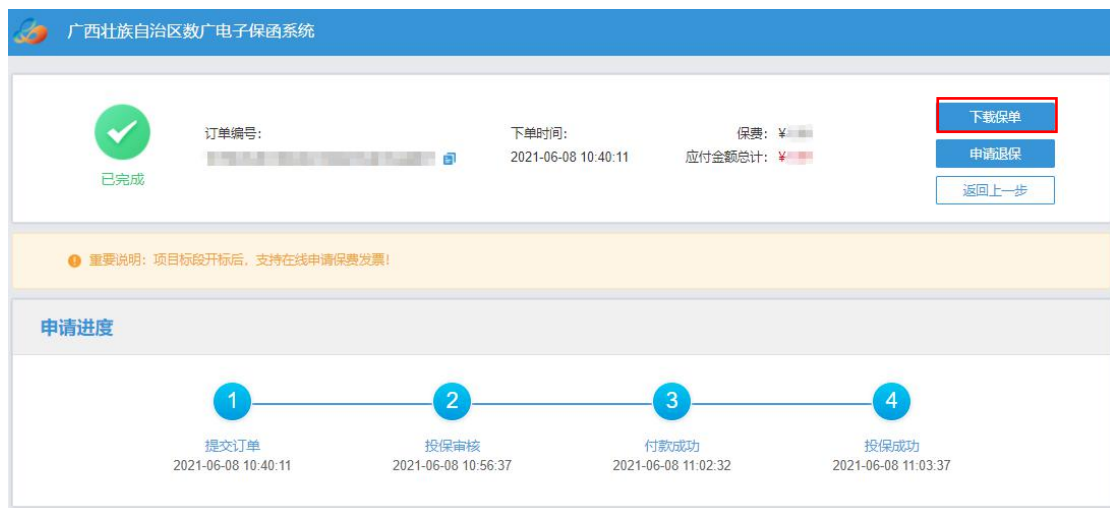 广西壮族自治区数广电子保函系统
订单编号：
下单时间：
保费：¥
下载保单
2021-06-08 10:40:11
应付金额总计：¥
申请退保
已完成
返回上一步
重要说明：项目标段开标后，支持在线申请保费发票！
申请进度
1
2
3
4
提交订单
投保审核
付款成功
投保成功
2021-06-08 10:40:11
2021-06-08 10:56:37
2021-06-08 11:02:32
2021-06-08 11:03:37